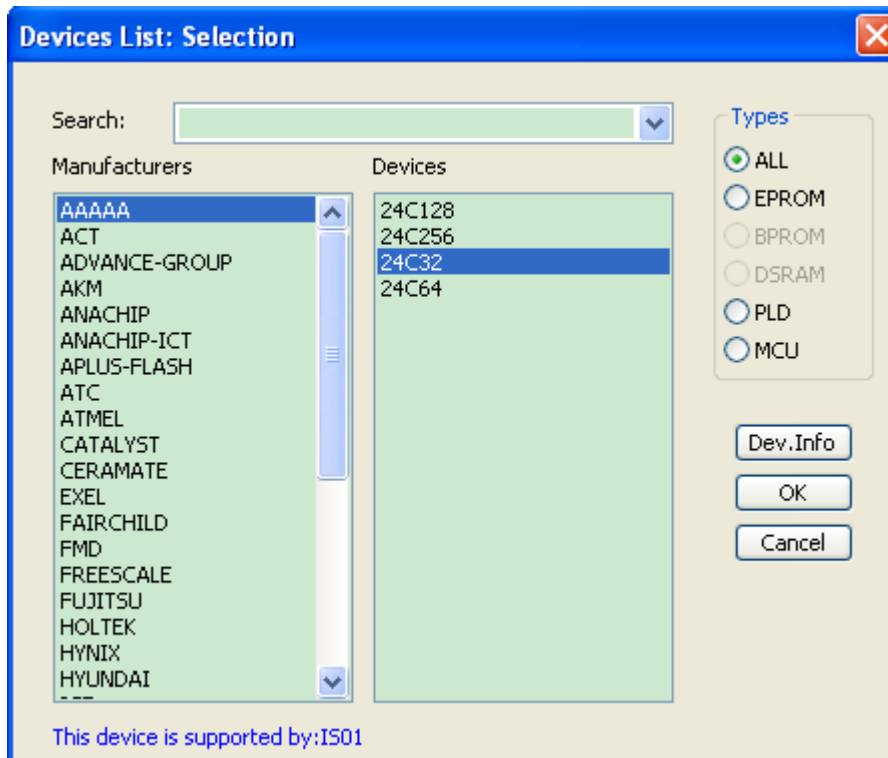 Devices List: Selection
Search:
Manufacturers
AAAAA
ACT
ADVANCE-GROUP
AKM
ANACHIP
ANACHIP-ICT
APLUS-FLASH
ATC
ATMEL
CATALYST
CERAMATE
EXEL
FAIRCHILD
FMD
FREESCALE
FUJITSU
HOLTEK
HYNIX
HYUNDAI
Devices
24C128
24C256
24C32
24C64
Types
ALL
EPROM
BPROM
DSRAM
PLD
MCU
Dev.Info
OK
Cancel
This device is supported by:IS01